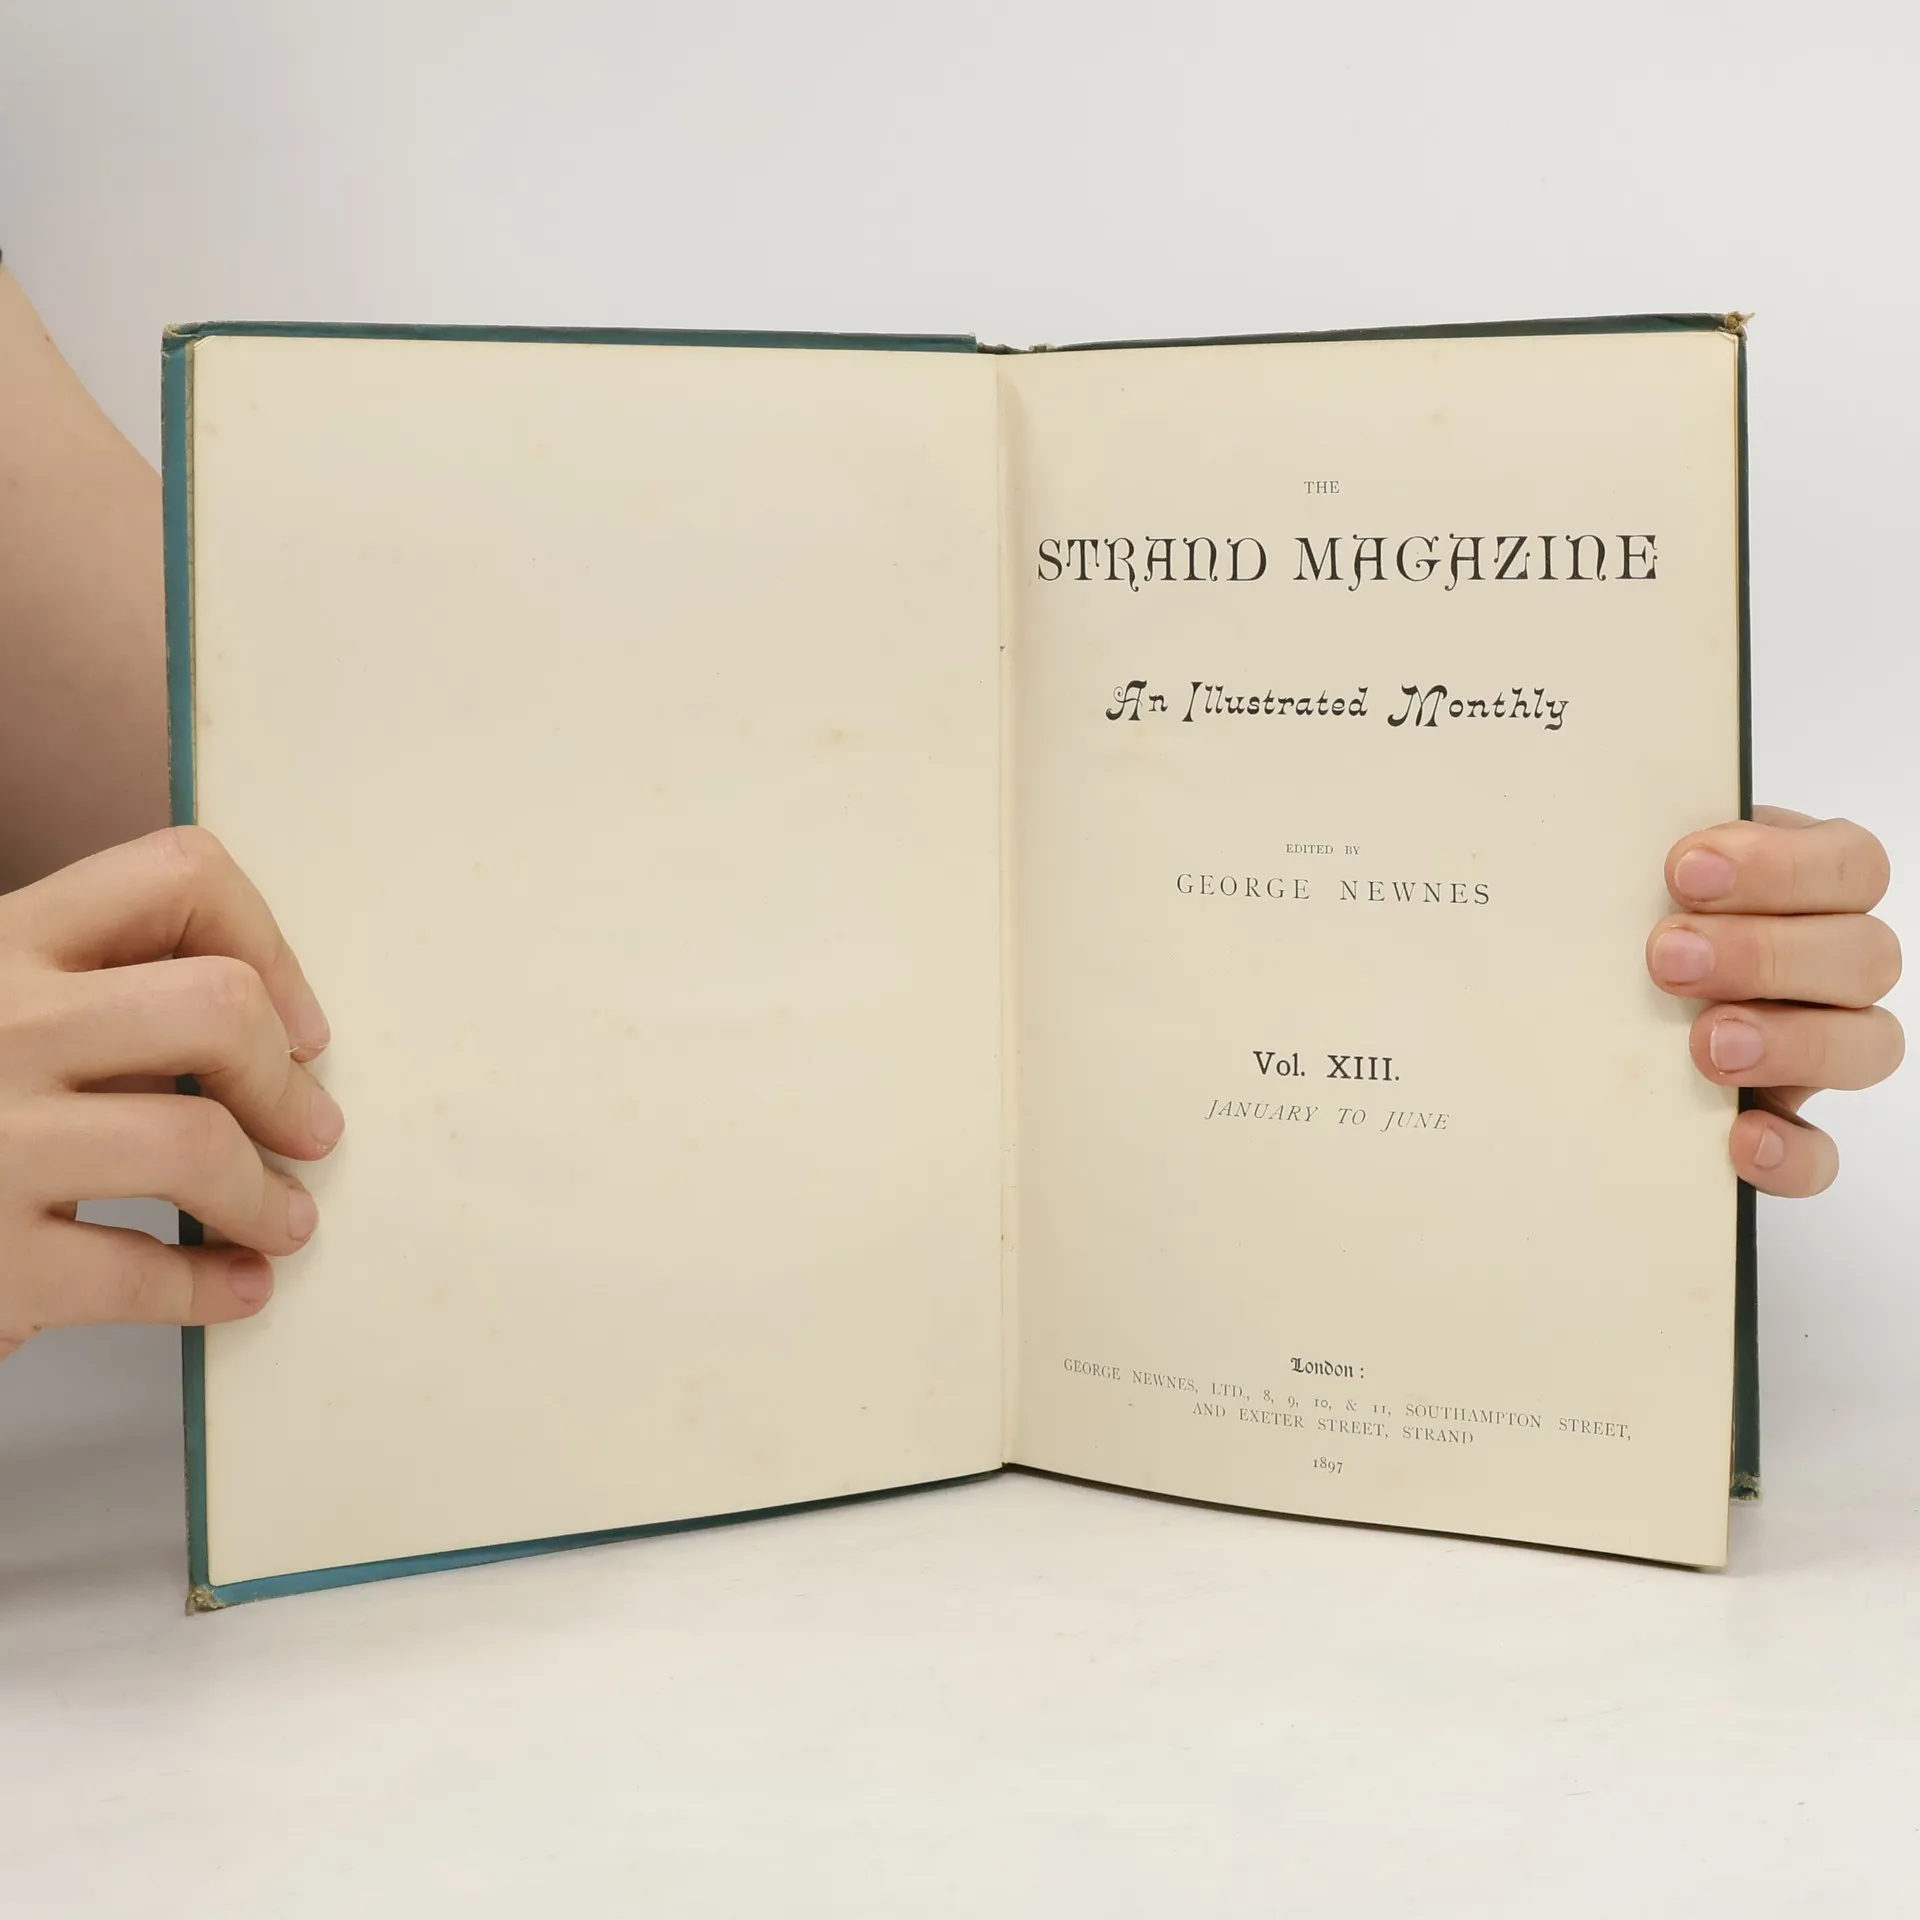 THE
STRAND MAGAZINE
An Illustrated Monthly
EDITED BY
GEORGE NEWNES
Vol. XIII.
JANUARY TO JUNE
London:
GEORGE NEWNES, LTD., 8, 9, 10, & 11, SOUTHAMPTON STREET,
AND EXETER STREET, STRAND
1897